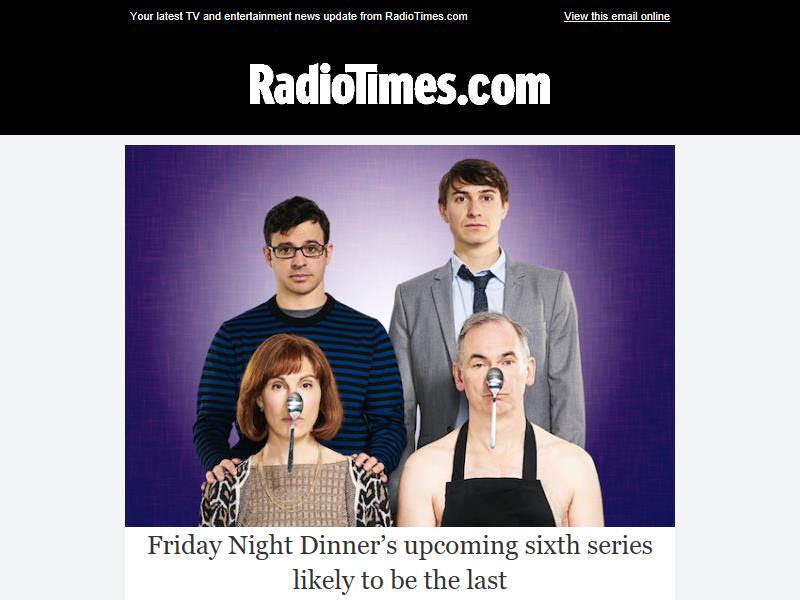 Your latest TV and entertainment news update from RadioTimes.com
View this email online
RadioTimes.com
Friday Night Dinner’s upcoming sixth series
likely to be the last